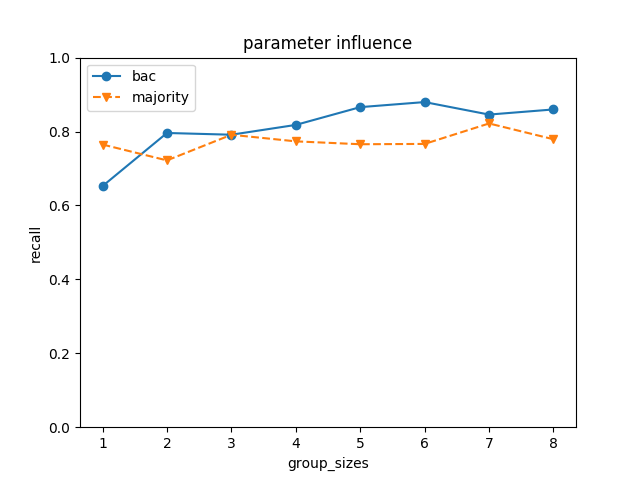 parameter influence
bac
majority
recall
1.0
0.8
0.6
0.4
0.2
0.0
1 2 3 4 5 6 7 8
group_sizes